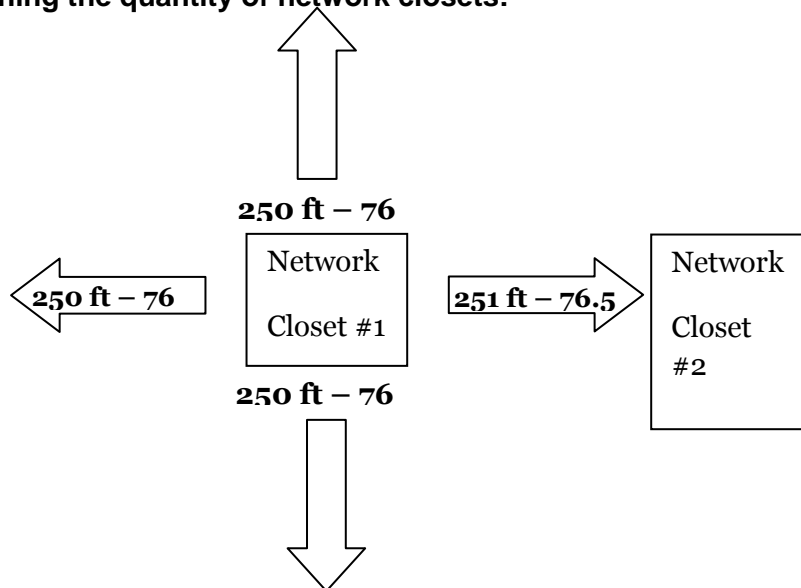 the quantity of network closets:
250 ft – 76
Network
Closet #1
250 ft – 76
251 ft – 76.5
Network
Closet
#2
250 ft – 76